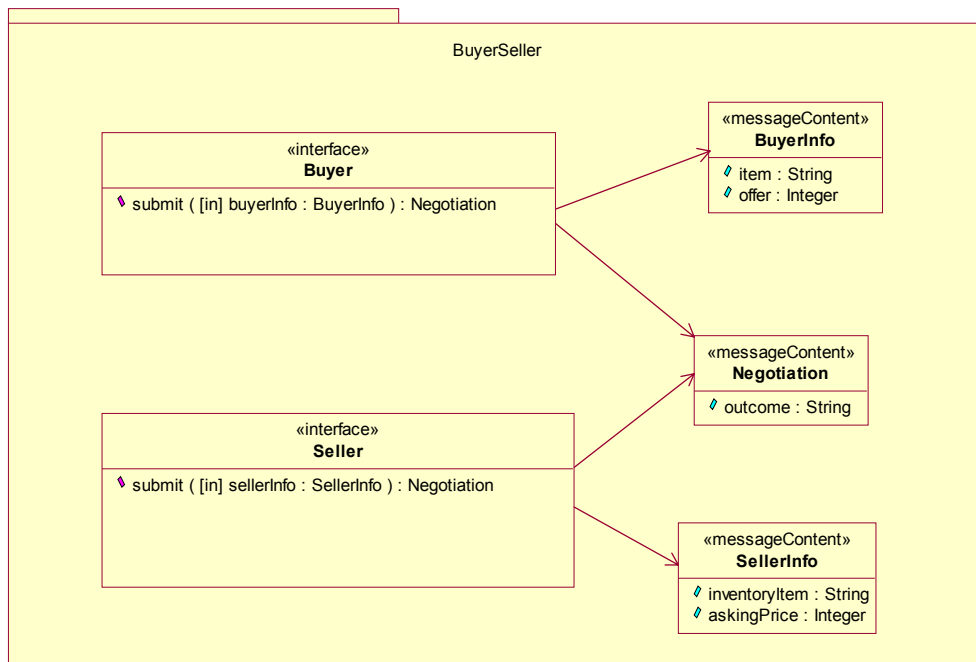 BuyerSeller
«interface»
Buyer
submit ( [in] buyerInfo : BuyerInfo ) : Negotiation
«messageContent»
BuyerInfo
item : String
offer : Integer
«messageContent»
Negotiation
outcome : String
«interface»
Seller
submit ( [in] sellerInfo : SellerInfo ) : Negotiation
«messageContent»
SellerInfo
inventoryItem : String
askingPrice : Integer